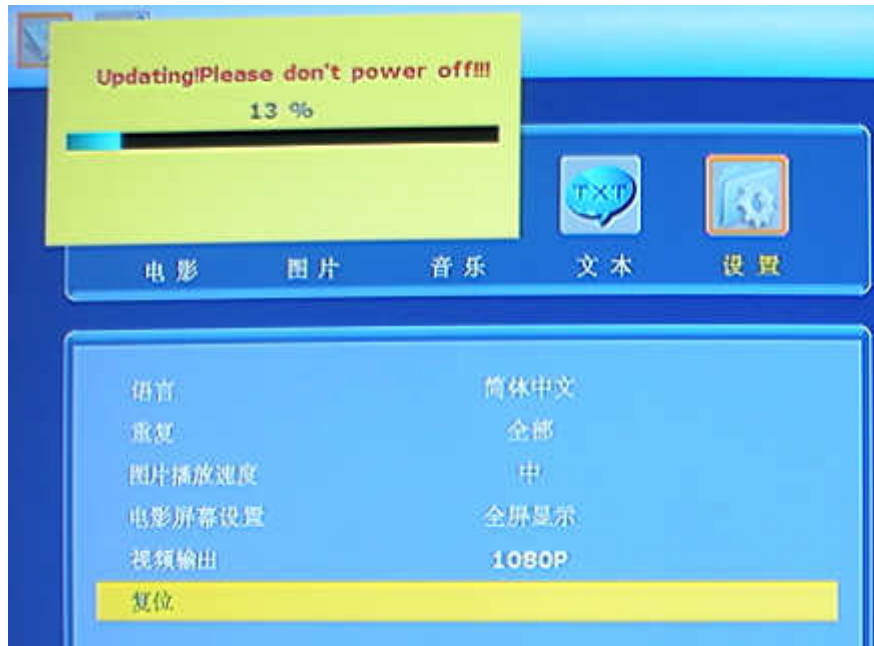 Updating!Please don't power off!!!
13 %
TXT
电影 图片 音乐 文本 设置
语言 简体中文
重复 全部
图片播放速度 中
电影屏幕设置 全屏显示
视频输出 1080P
复位